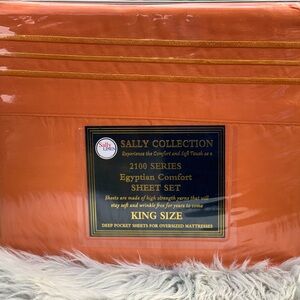 Sally
SALLY COLLECTION
Experience the Comfort and Soft Touch as a
2100 SERIES
Egyptian Comfort
SHEET SET
Sheets are made of high strength yarns that will
stay soft and wrinkle free for years to come
KING SIZE
DEEP POCKET SHEETS FOR OVERSIZED MATTRESSES